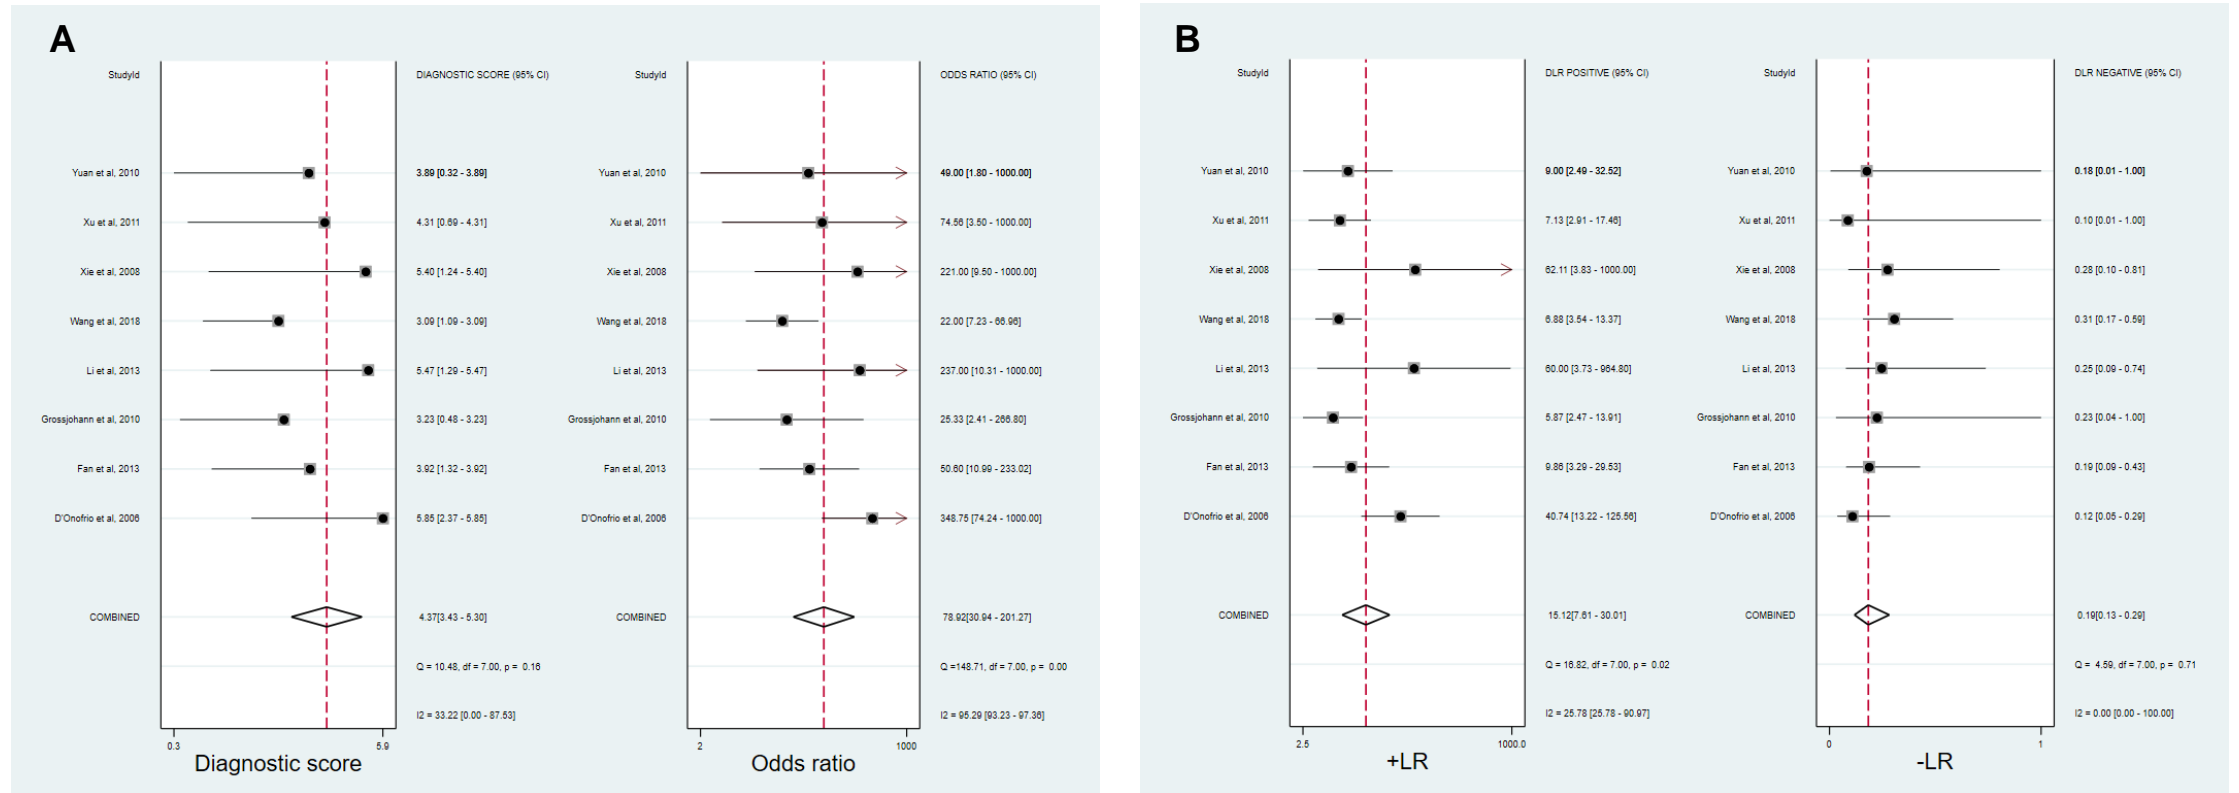 A
StudyId DIAGNOSTIC SCORE (95% CI) StudyId ODDS RATIO (95% CI)
Yuan et al, 2010 3.89 [0.32 - 3.89] Yuan et al, 2010 49.00 [1.80 - 1000.00]
Xu et al, 2011 4.31 [0.69 - 4.31] Xu et al, 2011 74.56 [3.50 - 1000.00]
Xie et al, 2008 5.40 [1.24 - 5.40] Xie et al, 2008 221.00 [9.50 - 1000.00]
Wang et al, 2018 3.09 [1.09 - 3.09] Wang et al, 2018 22.00 [7.23 - 66.96]
Li et al, 2013 5.47 [1.29 - 5.47] Li et al, 2013 237.00 [10.31 - 1000.00]
Grossjohann et al, 2010 3.23 [0.48 - 3.23] Grossjohann et al, 2010 25.33 [2.41 - 266.80]
Fan et al, 2013 3.92 [1.32 - 3.92] Fan et al, 2013 50.60 [10.99 - 233.02]
D'Onofrio et al, 2006 5.85 [2.37 - 5.85] D'Onofrio et al, 2006 348.75 [74.24 - 1000.00]
COMBINED 4.37[3.43 - 5.30] COMBINED 78.92[30.94 - 201.27]
Q = 10.48, df = 7.00, p = 0.16 Q =148.71, df = 7.00, p = 0.00
I2 = 33.22 [0.00 - 87.53] I2 = 95.29 [93.23 - 97.36]
0.3 5.9 2 1000
Diagnostic score Odds ratio
B
StudyId DLR POSITIVE (95% CI) StudyId DLR NEGATIVE (95% CI)
Yuan et al, 2010 9.00 [2.49 - 32.52] Yuan et al, 2010 0.18 [0.01 - 1.00]
Xu et al, 2011 7.13 [2.91 - 17.46] Xu et al, 2011 0.10 [0.01 - 1.00]
Xie et al, 2008 62.11 [3.83 - 1000.00] Xie et al, 2008 0.28 [0.10 - 0.81]
Wang et al, 2018 6.88 [3.54 - 13.37] Wang et al, 2018 0.31 [0.17 - 0.59]
Li et al, 2013 60.00 [3.73 - 964.80] Li et al, 2013 0.25 [0.09 - 0.74]
Grossjohann et al, 2010 5.87 [2.47 - 13.91] Grossjohann et al, 2010 0.23 [0.04 - 1.00]
Fan et al, 2013 9.86 [3.29 - 29.53] Fan et al, 2013 0.19 [0.09 - 0.43]
D'Onofrio et al, 2006 40.74 [13.22 - 125.56] D'Onofrio et al, 2006 0.12 [0.05 - 0.29]
COMBINED 15.12[7.61 - 30.01] COMBINED 0.19[0.13 - 0.29]
Q = 16.82, df = 7.00, p = 0.02 Q = 4.59, df = 7.00, p = 0.71
I2 = 25.78 [25.78 - 90.97] I2 = 0.00 [0.00 - 100.00]
2.5 1000.0 0 1
+LR -LR